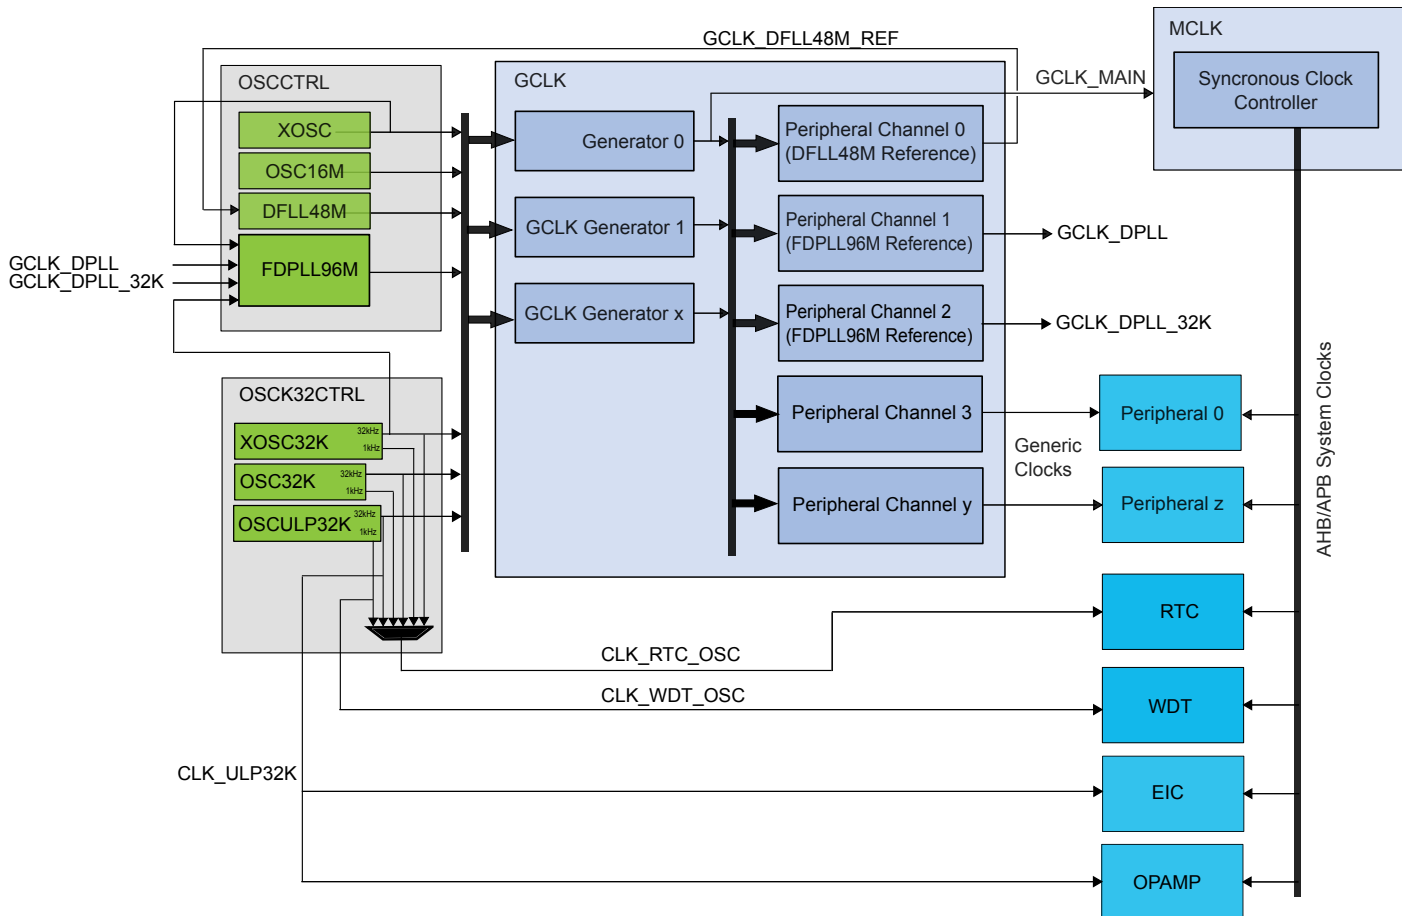 GCLK_DFLL48M_REF
MCLK
OSCCTRL
GCLK
GCLK_MAIN
Syncronous Clock
Controller
XOSC
Generator 0
Peripheral Channel 0
(DFLL48M Reference)
OSC16M
DFLL48M
GCLK Generator 1
Peripheral Channel 1
(FDPLL96M Reference)
GCLK_DPLL
GCLK_DPLL
GCLK_DPLL_32K
FDPLL96M
GCLK Generator x
Peripheral Channel 2
(FDPLL96M Reference)
GCLK_DPLL_32K
OSCK32CTRL
XOSC32K
32kHz
1kHz
OSC32K
32kHz
1kHz
OSCULP32K
32kHz
1kHz
Peripheral Channel 3
Peripheral 0
Generic
Clocks
Peripheral Channel y
Peripheral z
AHB/APB System Clocks
RTC
CLK_RTC_OSC
CLK_WDT_OSC
WDT
CLK_ULP32K
EIC
OPAMP